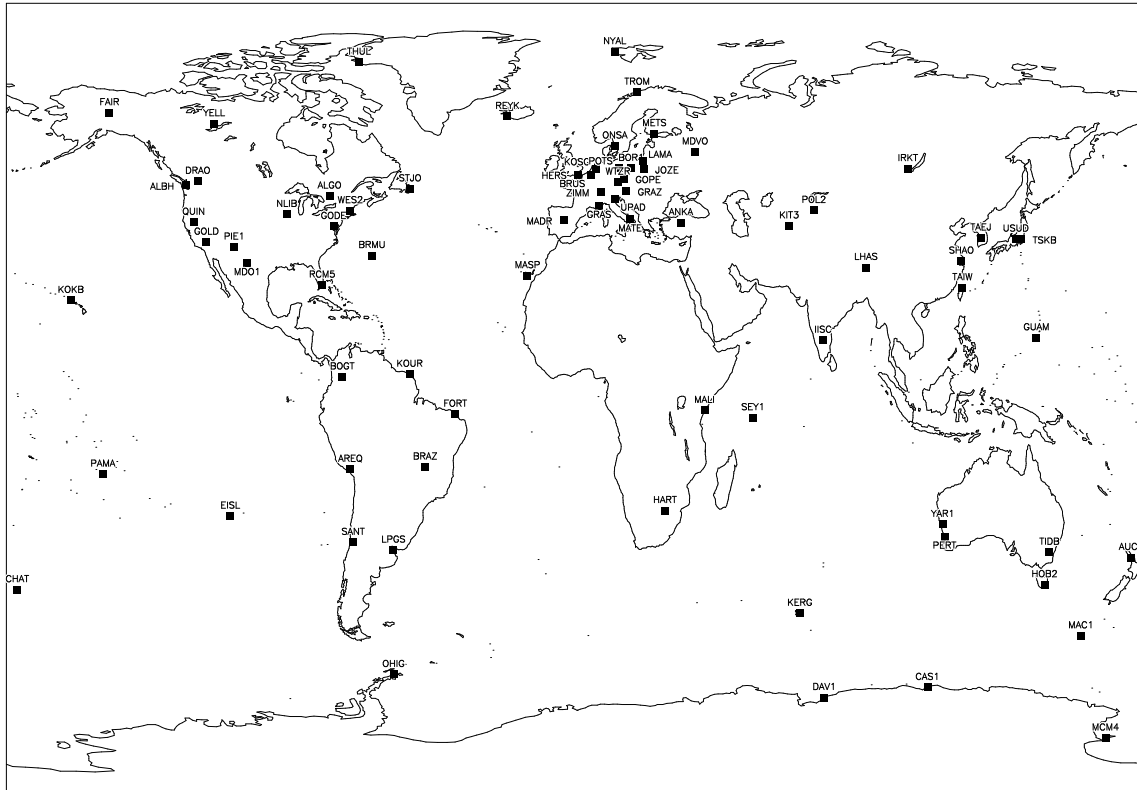 NYAL
THUL
TROM
FAIR
REYK
YELL
METS
ONSA
MDVO
KOSG
POTS
BOR1
LAMA
IRKT
DRAO
HERS
WTZR
JOZE
ALBH
BRUS
GOPE
STJO
ALGO
ZIMM
GRAZ
WES2
NLIB
POL2
QUIN
GODE
GRAS
UPAD
MADR
ANKA
KIT3
MATE
TAEJ
USUD
GOLD
PIE1
TSKB
BRMU
SHAO
LHAS
MDO1
MASP
RCM5
TAIW
KOKB
IISC
GUAM
BOGT
KOUR
FORT
MALI
SEY1
AREQ
BRAZ
PAMA
HART
EISL
YAR1
SANT
LPGS
PERT
TIDB
AUC
CHAT
HOB2
KERG
MAC1
OHIG
CAS1
DAV1
MCM4